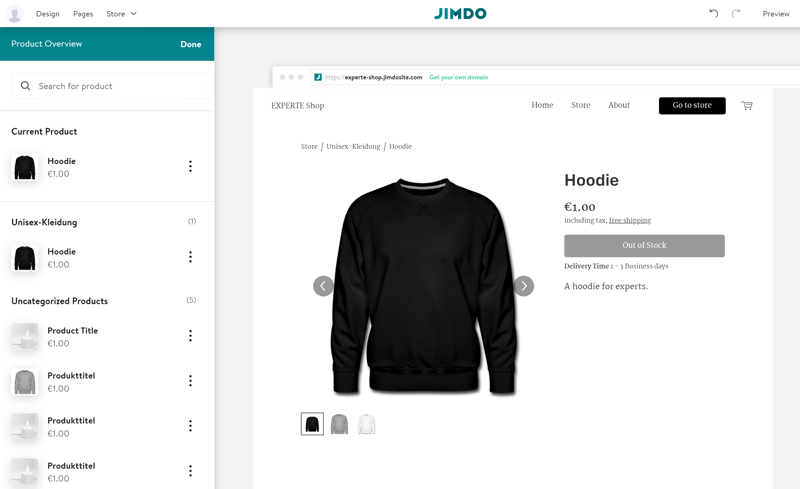 Design Pages Store JIMDO Preview
Product Overview Done
Search for product
Current Product
Hoodie
€1.00
Unisex-Kleidung (1)
Hoodie
€1.00
Uncategorized Products (5)
Product Title
€1.00
Produkttitel
€1.00
Produkttitel
€1.00
Produkttitel
€1.00
https://experte-shop.jimdosite.com Get your own domain
EXPERTE Shop Home Store About Go to store
Store / Unisex-Kleidung / Hoodie
Hoodie
€1.00
including tax, free shipping
Out of Stock
Delivery Time 1 - 3 Business days
A hoodie for experts.